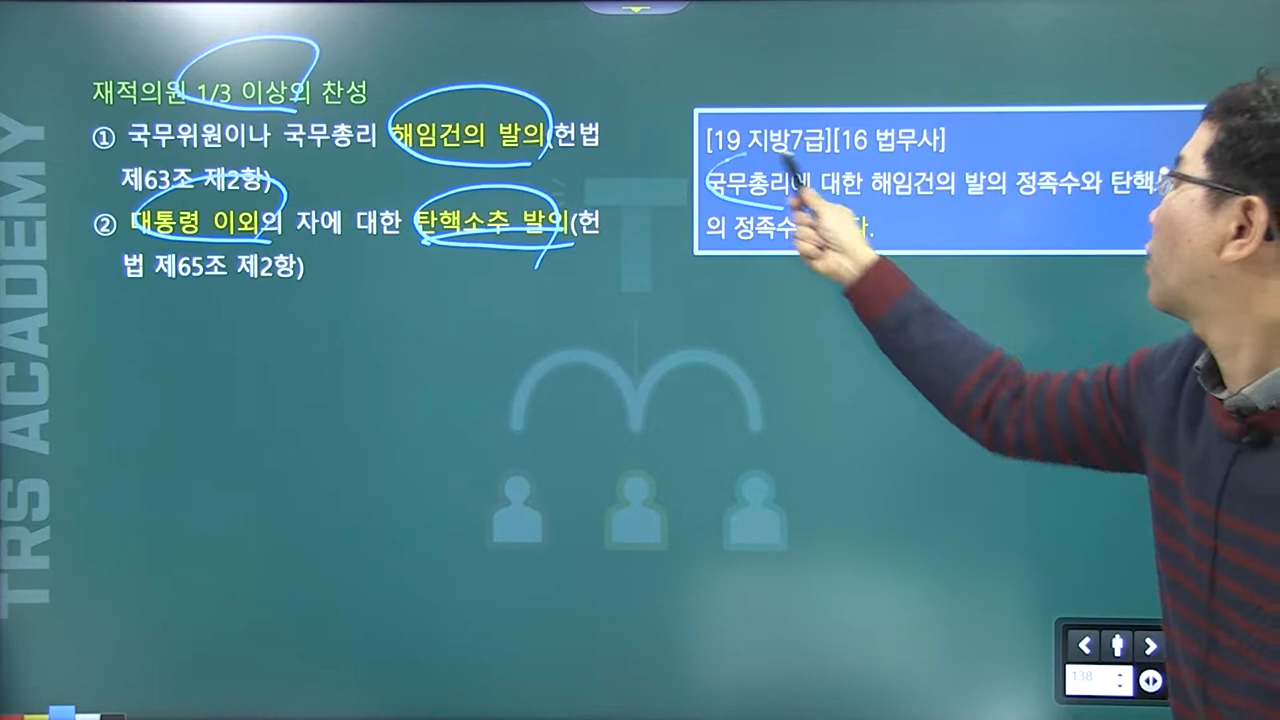 재적의원 1/3 이상의 찬성
① 국무위원이나 국무총리 해임건의 발의(헌법
제63조 제2항)
② 대통령 이외의 자에 대한 탄핵소추 발의(헌
법 제65조 제2항)
[19 지방7급][16 법무사]
국무총리에 대한 해임건의 발의 정족수와 탄핵
의 정족수
다.
TRS ACADEMY
138